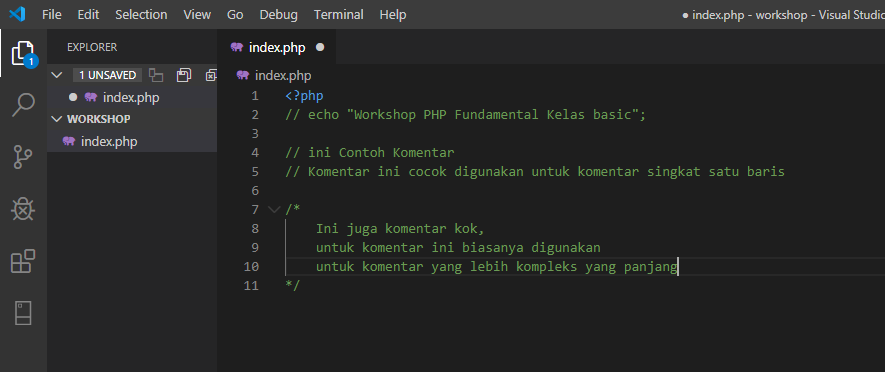 File Edit Selection View Go Debug Terminal Help
● index.php - workshop - Visual Studio
EXPLORER
1 UNSAVED
● index.php
WORKSHOP
index.php
1
index.php ●
index.php
1 <?php
2 // echo "Workshop PHP Fundamental Kelas basic";
3
4 // ini Contoh Komentar
5 // Komentar ini cocok digunakan untuk komentar singkat satu baris
6
7 /*
8 Ini juga komentar kok,
9 untuk komentar ini biasanya digunakan
10 untuk komentar yang lebih kompleks yang panjang
11 */